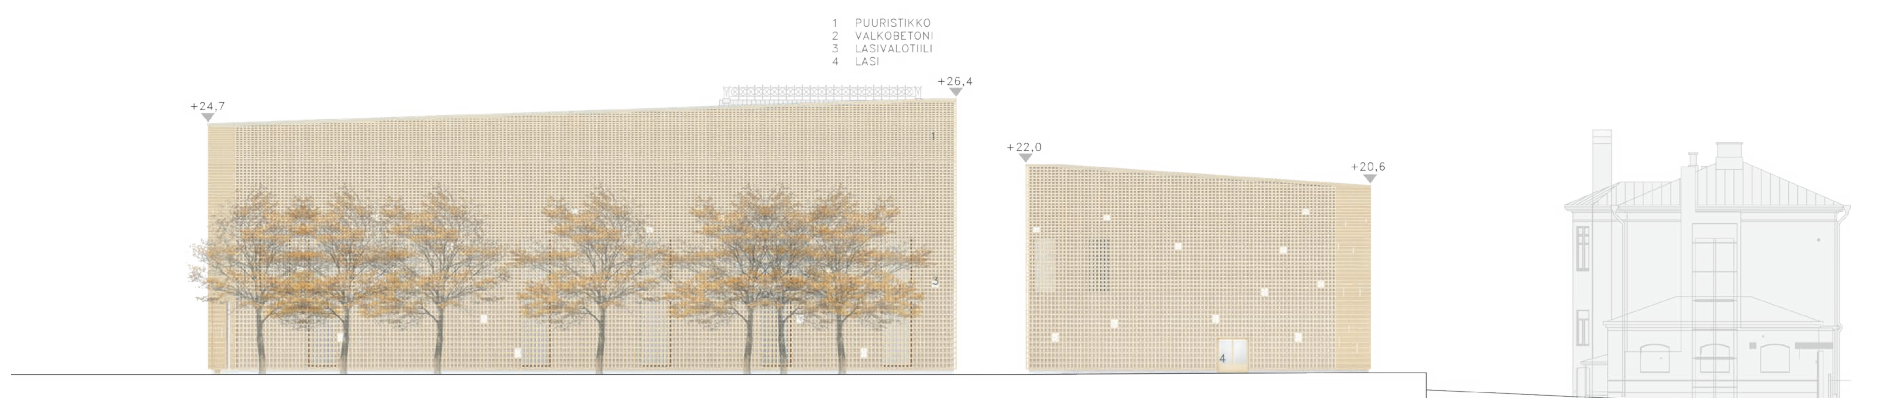 1 PUURISTIKKO
2 VALKOBETONI
3 LASIVALOTIILI
4 LASI
+26,4
+24,7
1
+22,0
+20,6
3
4